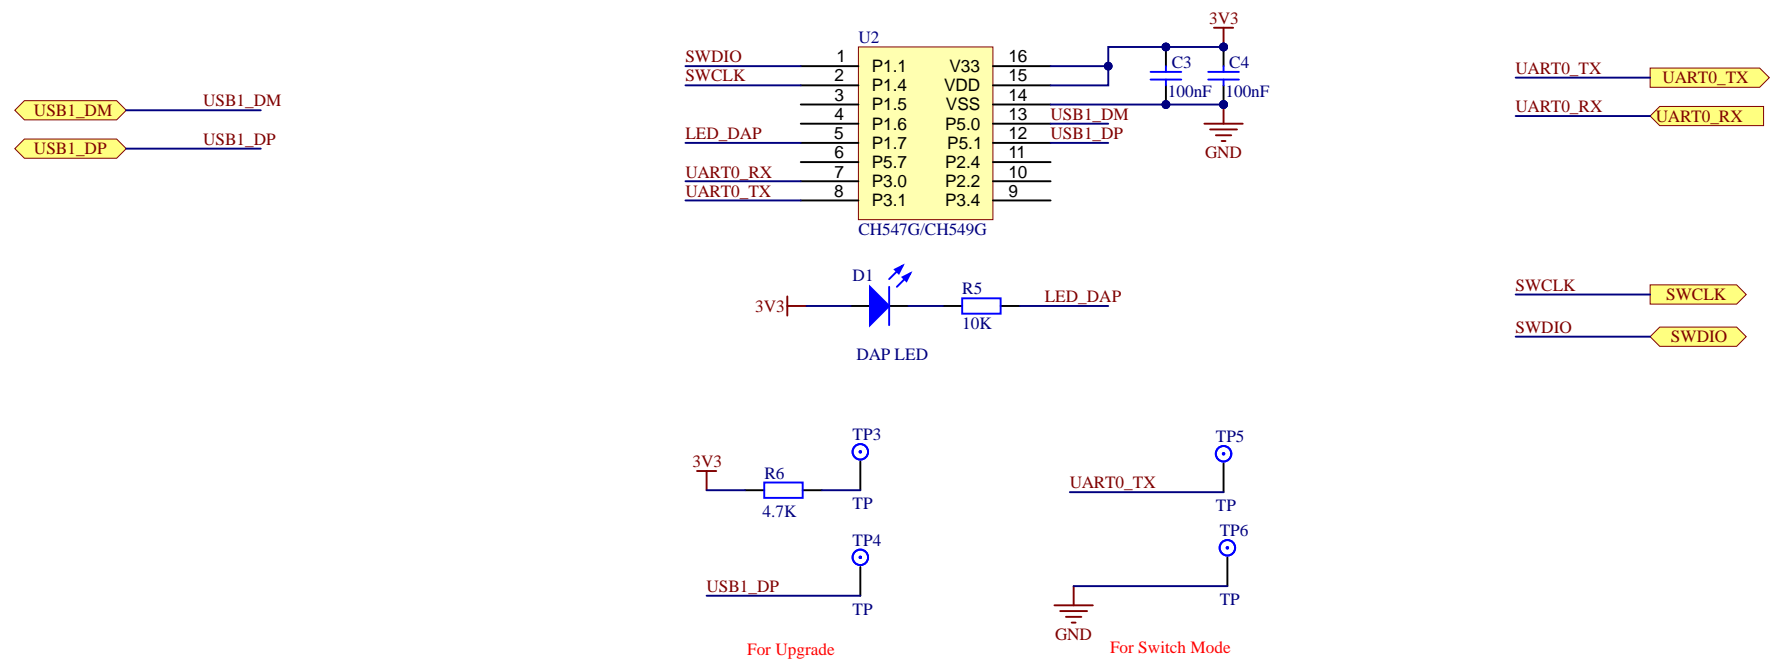 3V3
U2
SWDIO 1 P1.1 V33 16
SWCLK 2 P1.4 VDD 15
3 P1.5 VSS 14
4 P1.6 P5.0 13 USB1_DM
LED_DAP 5 P1.7 P5.1 12 USB1_DP
6 P5.7 P2.4 11
UART0_RX 7 P3.0 P2.2 10
UART0_TX 8 P3.1 P3.4 9
CH547G/CH549G
C3 C4
100nF 100nF
GND
USB1_DM USB1_DM
USB1_DP USB1_DP
UART0_TX UART0_TX
UART0_RX UART0_RX
SWCLK SWCLK
SWDIO SWDIO
D1
3V3
R5
10K
LED_DAP
DAP LED
TP3
3V3
R6
4.7K
TP
TP4
USB1_DP
TP
For Upgrade
TP5
UART0_TX
TP
TP6
TP
GND
For Switch Mode